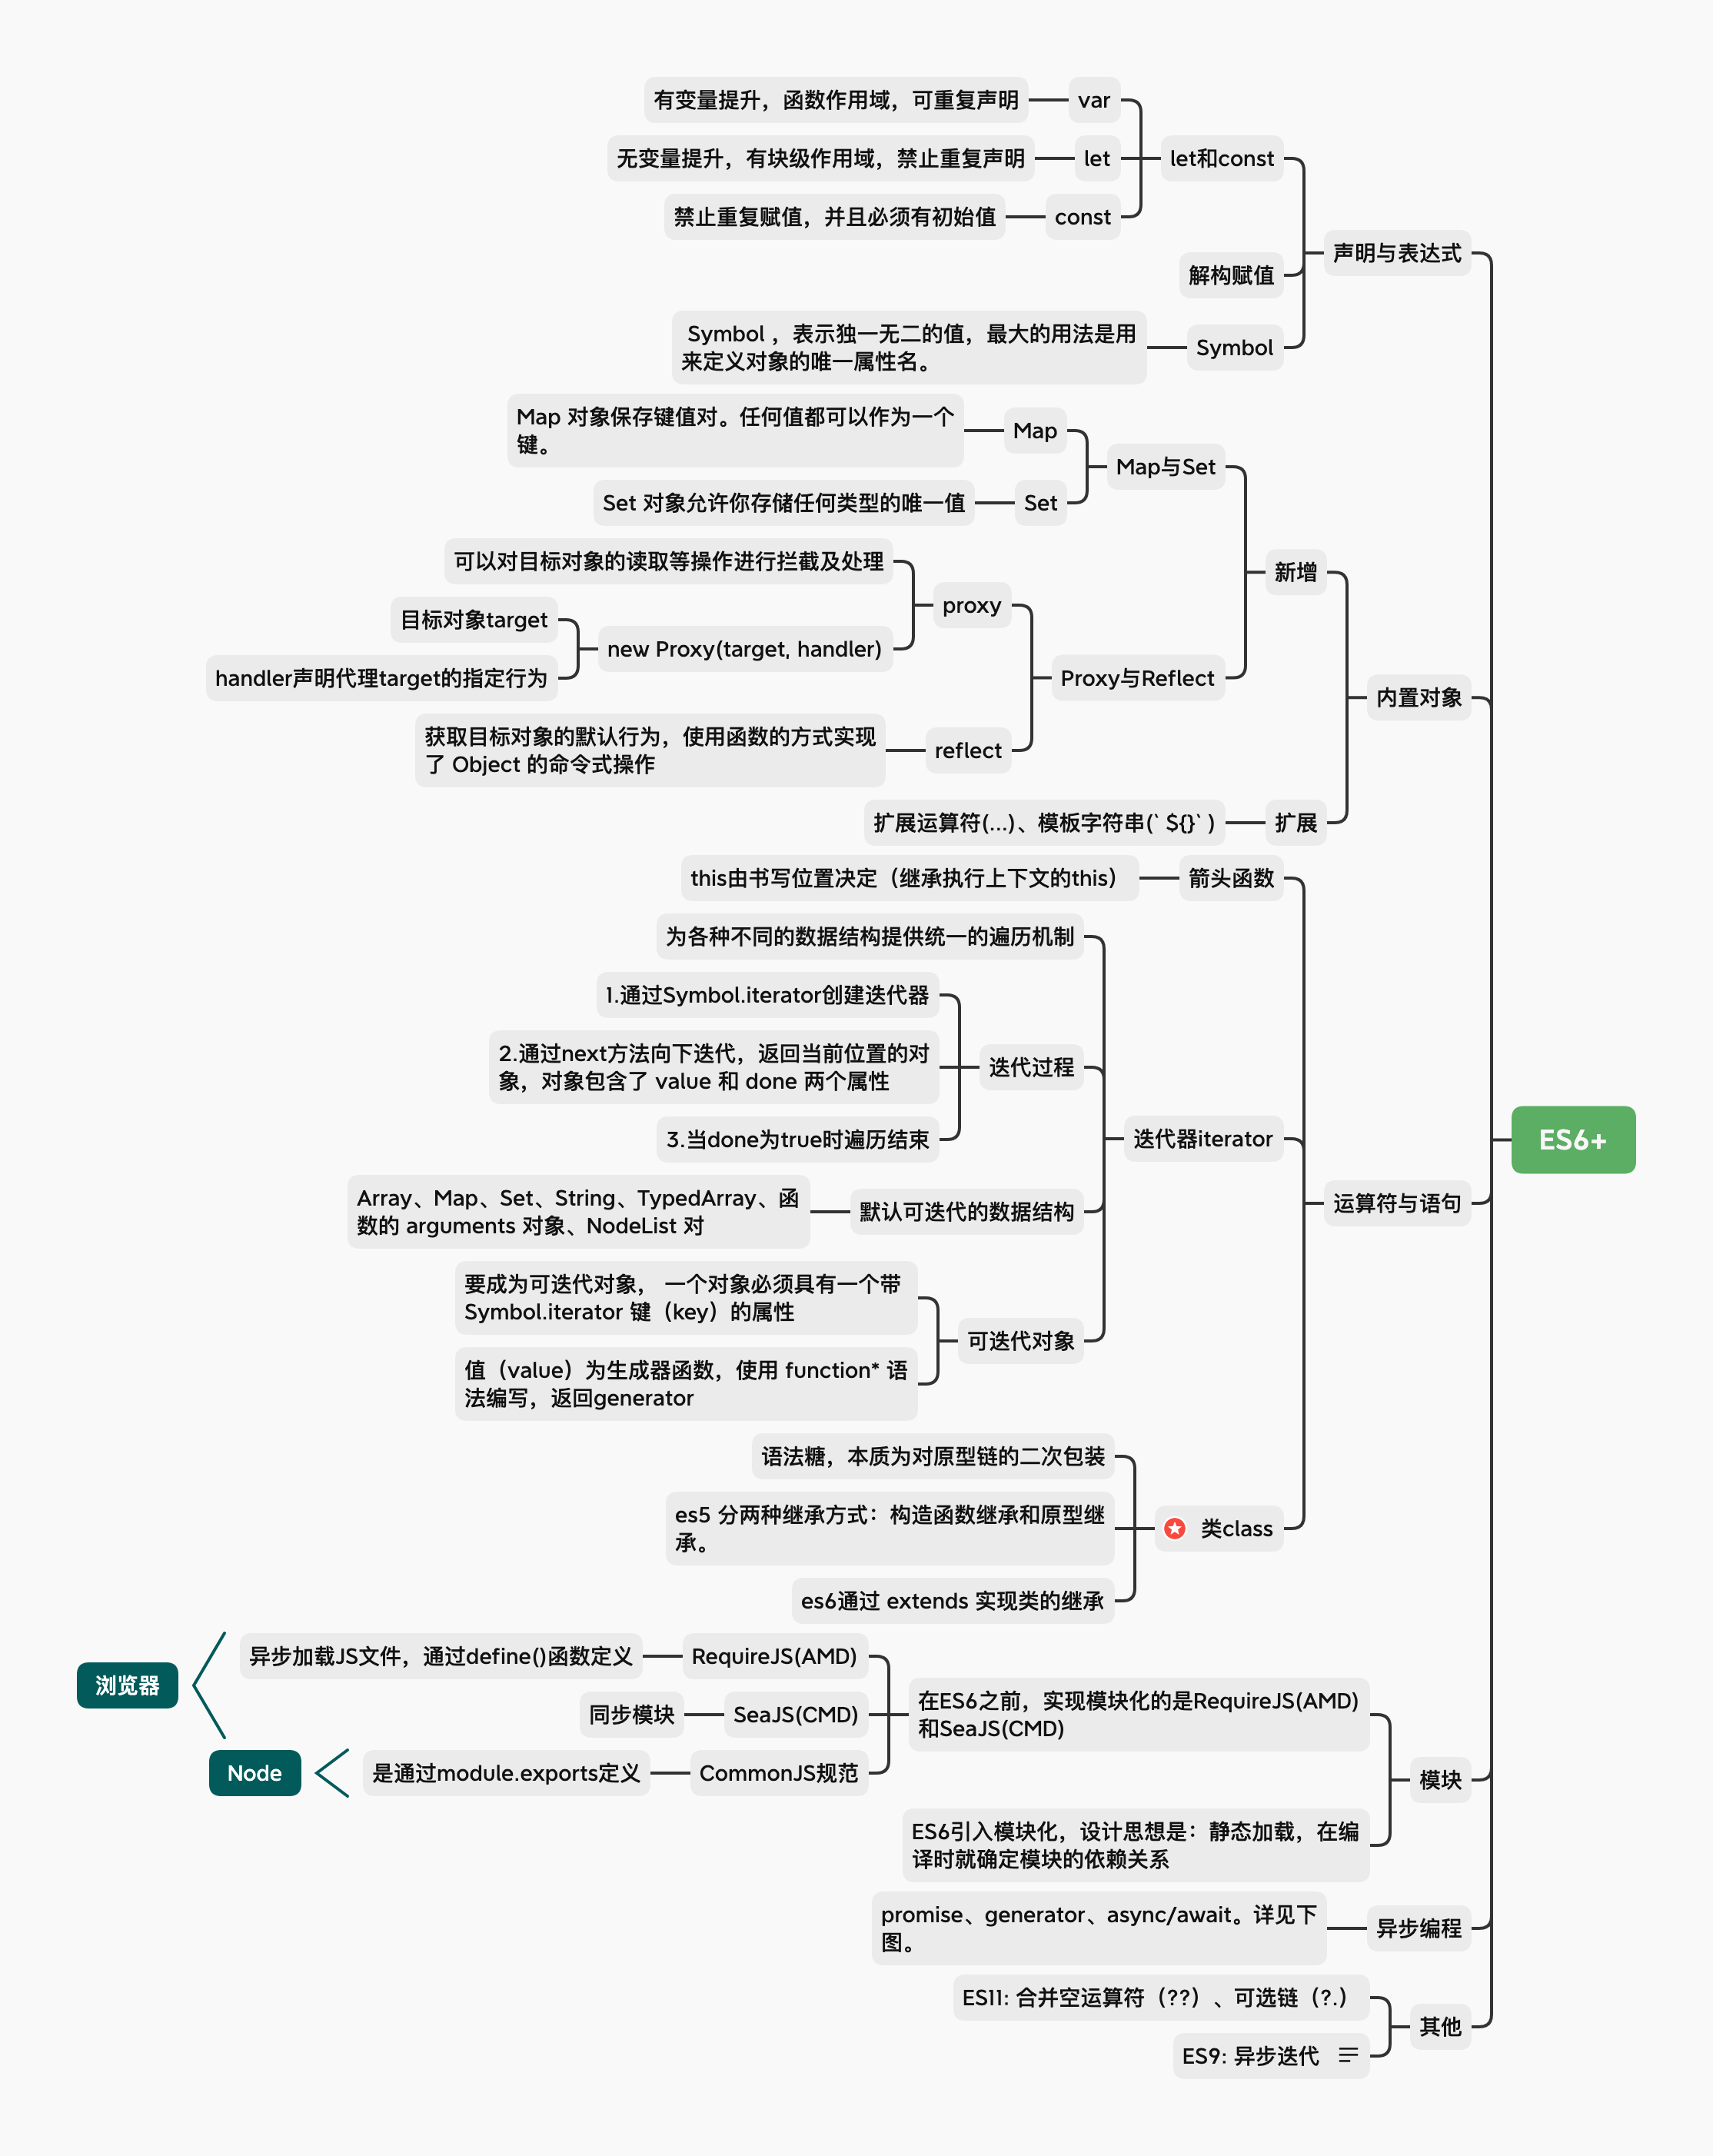 ES6+
声明与表达式
let和const
var
有变量提升，函数作用域，可重复声明
let
无变量提升，有块级作用域，禁止重复声明
const
禁止重复赋值，并且必须有初始值
解构赋值
Symbol
Symbol ，表示独一无二的值，最大的用法是用
来定义对象的唯一属性名。
内置对象
新增
Map与Set
Map
Map 对象保存键值对。任何值都可以作为一个
键。
Set
Set 对象允许你存储任何类型的唯一值
Proxy与Reflect
proxy
可以对目标对象的读取等操作进行拦截及处理
new Proxy(target, handler)
目标对象target
handler声明代理target的指定行为
reflect
获取目标对象的默认行为，使用函数的方式实现
了 Object 的命令式操作
扩展
扩展运算符(...)、模板字符串(` ${}` )
运算符与语句
箭头函数
this由书写位置决定（继承执行上下文的this）
迭代器iterator
为各种不同的数据结构提供统一的遍历机制
迭代过程
1.通过Symbol.iterator创建迭代器
2.通过next方法向下迭代，返回当前位置的对
象，对象包含了 value 和 done 两个属性
3.当done为true时遍历结束
默认可迭代的数据结构
Array、Map、Set、String、TypedArray、函
数的 arguments 对象、NodeList 对
可迭代对象
要成为可迭代对象， 一个对象必须具有一个带
Symbol.iterator 键（key）的属性
值（value）为生成器函数，使用 function* 语
法编写，返回generator
类class
语法糖，本质为对原型链的二次包装
es5 分两种继承方式：构造函数继承和原型继
承。
es6通过 extends 实现类的继承
模块
在ES6之前，实现模块化的是RequireJS(AMD)
和SeaJS(CMD)
RequireJS(AMD)
异步加载JS文件，通过define()函数定义
SeaJS(CMD)
同步模块
浏览器
CommonJS规范
是通过module.exports定义
Node
ES6引入模块化，设计思想是：静态加载，在编
译时就确定模块的依赖关系
异步编程
promise、generator、async/await。详见下
图。
其他
ES11: 合并空运算符（??）、可选链（?.）
ES9: 异步迭代